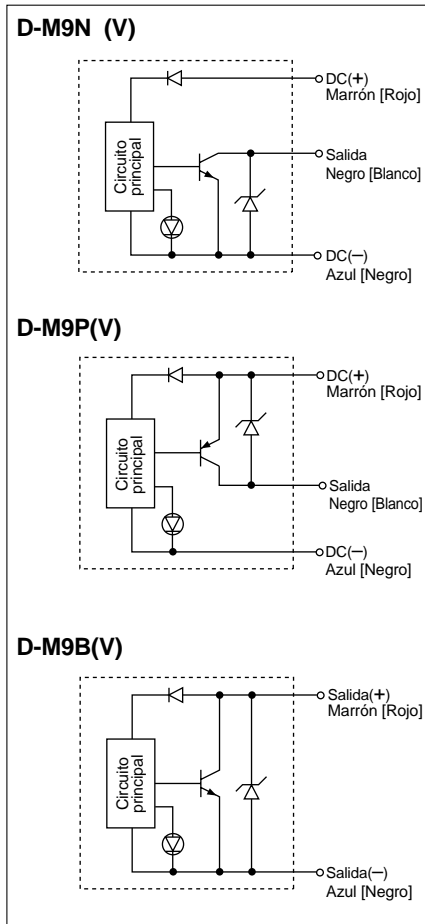 D-M9N (V)
DC(+)
Marrón [Rojo]
Circuito
principal
Salida
Negro [Blanco]
DC(−)
Azul [Negro]
D-M9P(V)
DC(+)
Marrón [Rojo]
Circuito
principal
Salida
Negro [Blanco]
DC(−)
Azul [Negro]
D-M9B(V)
Salida(+)
Marrón [Rojo]
Circuito
principal
Salida(−)
Azul [Negro]